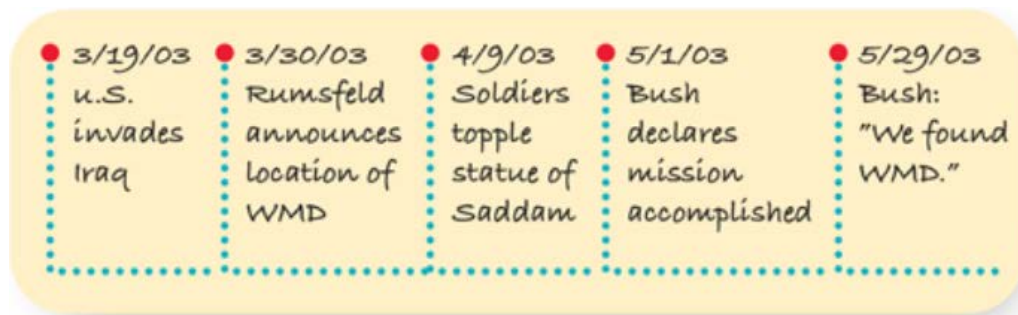 3/19/03
u.S.
invades
Iraq
3/30/03
Rumsfeld
announces
location of
WMD
4/9/03
Soldiers
topple
statue of
Saddam
5/1/03
Bush
declares
mission
accomplished
5/29/03
Bush:
"We found
WMD."